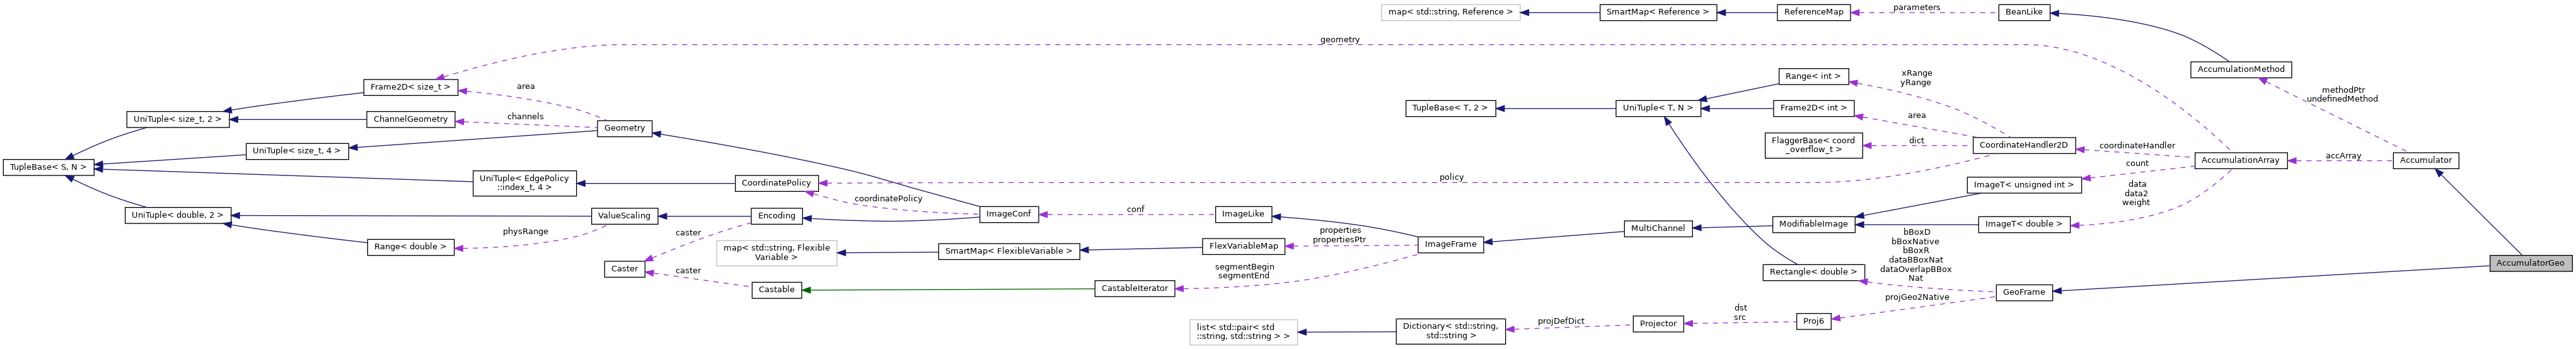 map< std::string, Reference >
SmartMap< Reference >
ReferenceMap
parameters
BeanLike
geometry
AccumulationMethod
Range< int >
xRange
yRange
Frame2D< size_t >
area
methodPtr
undefinedMethod
TupleBase< T, 2 >
UniTuple< T, N >
Frame2D< int >
area
UniTuple< size_t, 2 >
ChannelGeometry
channels
Geometry
FlaggerBase< coord
_overflow_t >
dict
CoordinateHandler2D
coordinateHandler
UniTuple< size_t, 4 >
TupleBase< S, N >
count
AccumulationArray
accArray
Accumulator
UniTuple< EdgePolicy
::index_t, 4 >
CoordinatePolicy
policy
ImageT< unsigned int >
data
data2
weight
coordinatePolicy
UniTuple< double, 2 >
ValueScaling
Encoding
ImageConf
conf
ImageLike
ModifiableImage
ImageT< double >
MultiChannel
physRange
caster
Range< double >
map< std::string, Flexible
Variable >
SmartMap< FlexibleVariable >
FlexVariableMap
properties
propertiesPtr
ImageFrame
bBoxD
bBoxNative
bBoxR
dataBBoxNat
dataOverlapBBox
Nat
Caster
caster
Castable
CastableIterator
segmentBegin
segmentEnd
Rectangle< double >
AccumulatorGeo
GeoFrame
projGeo2Native
list< std::pair< std
::string, std::string > >
Dictionary< std::string,
std::string >
projDefDict
Projector
dst
src
Proj6